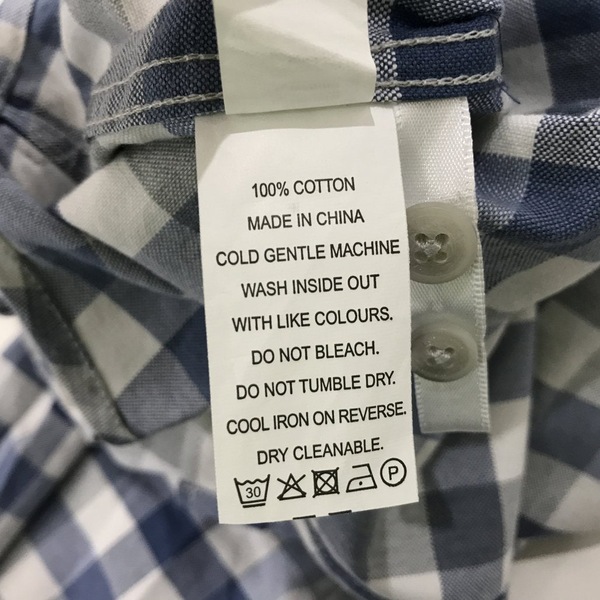 100% COTTON
MADE IN CHINA
COLD GENTLE MACHINE
WASH INSIDE OUT
WITH LIKE COLOURS.
DO NOT BLEACH.
DO NOT TUMBLE DRY.
COOL IRON ON REVERSE.
DRY CLEANABLE.
30 P